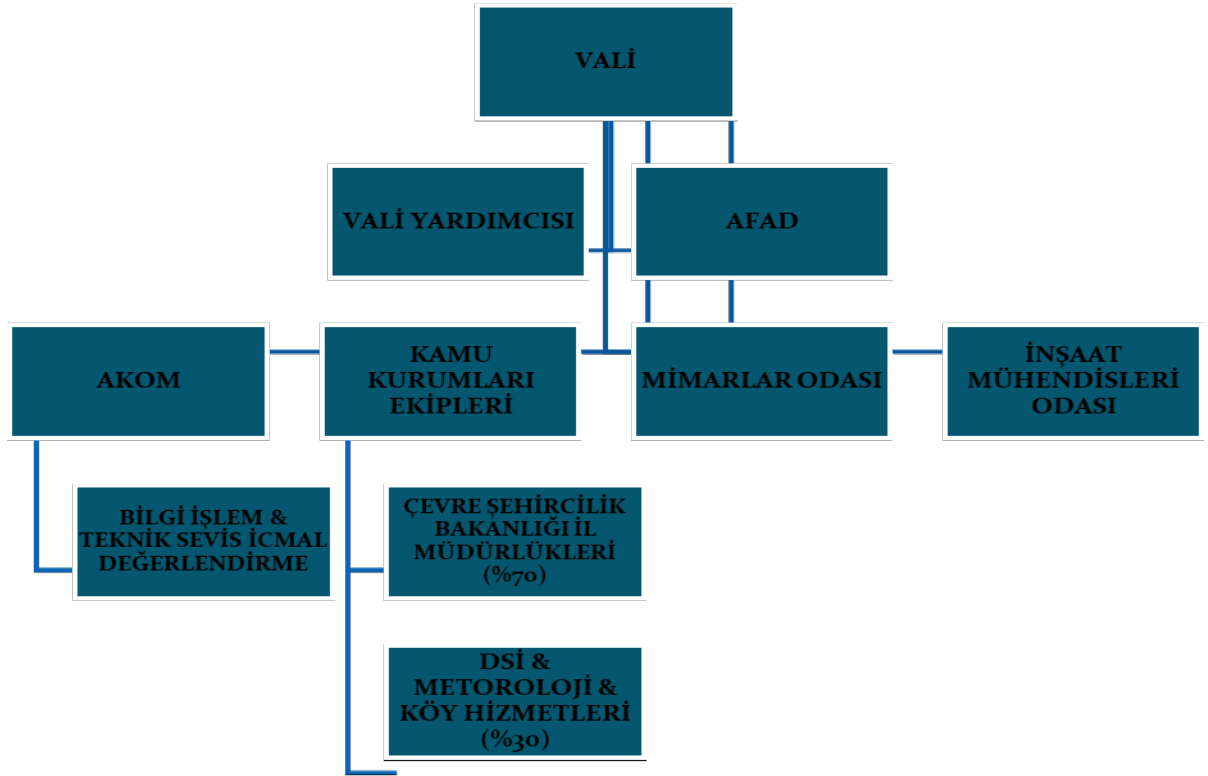 VALİ
VALİ YARDIMCISI
AFAD
AKOM
KAMU
KURUMLARI
EKİPLERİ
MİMARLAR ODASI
İNŞAAT
MÜHENDİSLERİ
ODASI
BİLGİ İŞLEM &
TEKNİK SEVİS İCMAL
DEĞERLENDİRME
ÇEVRE ŞEHİRCİLİK
BAKANLIĞI İL
MÜDÜRLÜKLERİ
(%70)
DSİ &
METOROLOJİ &
KÖY HİZMETLERİ
(%30)